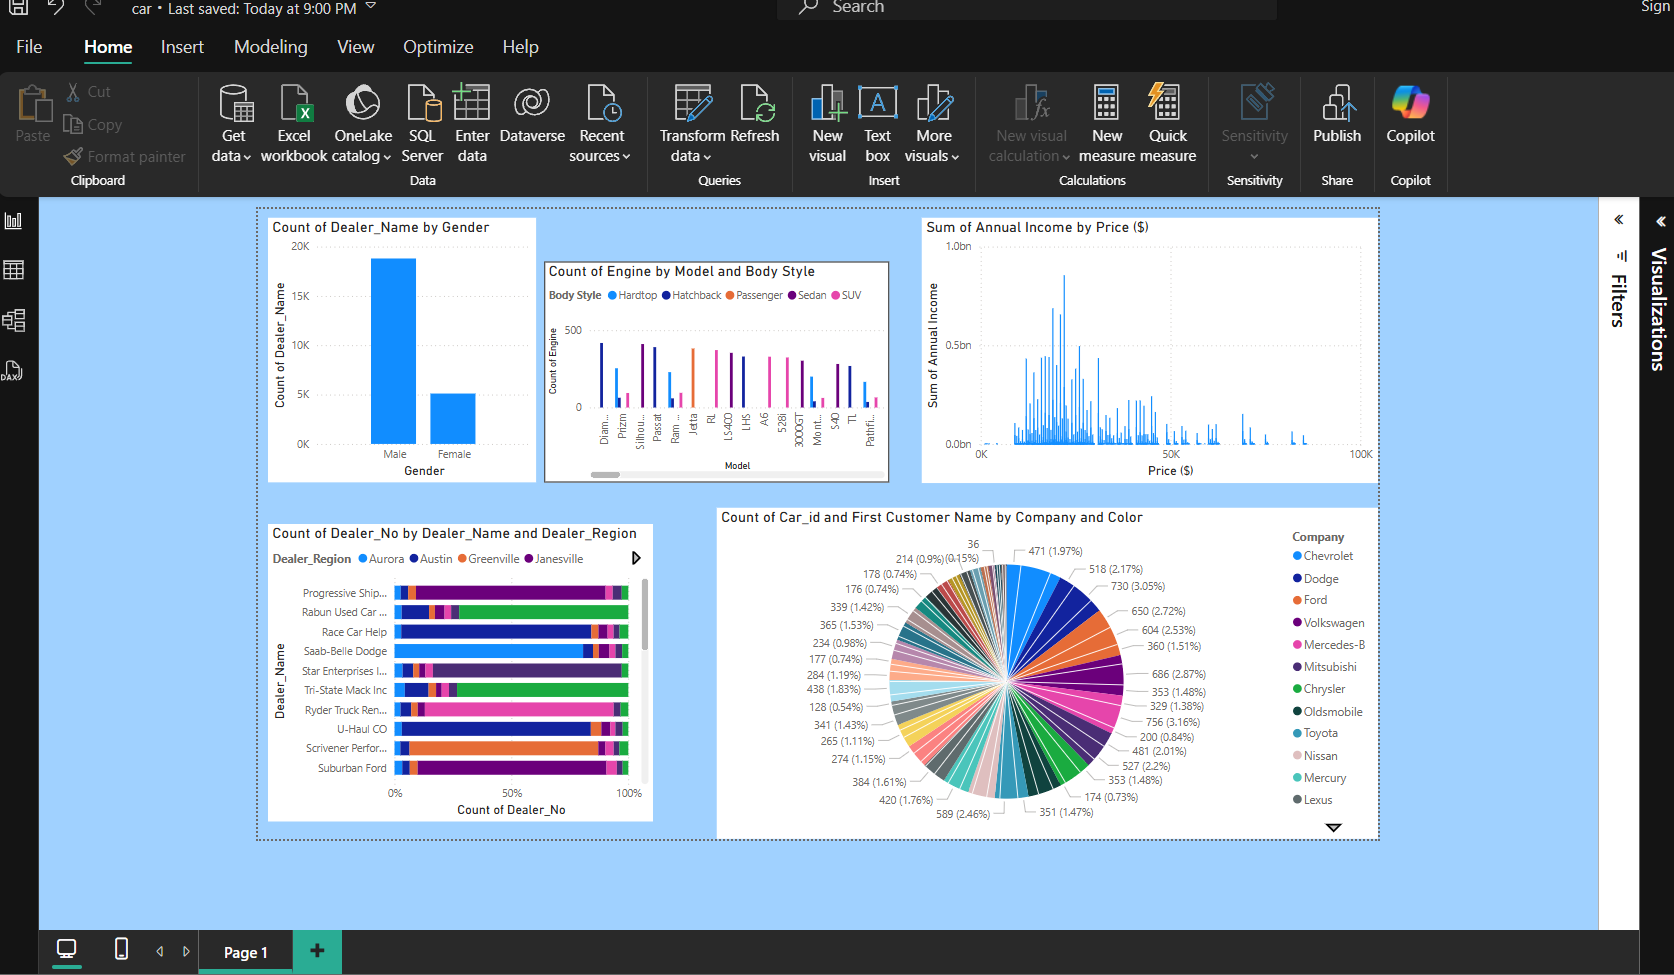 car • Last saved: Today at 9:00 PM
Search
Sign
File
Home
Insert
Modeling
View
Optimize
Help
Paste
Cut
Copy
Format painter
Clipboard
Get data
Excel workbook
OneLake catalog
SQL Server
Enter data
Dataverse
Recent sources
Data
Transform data
Refresh
Queries
New visual
Text box
More visuals
Insert
New visual calculation
New measure
Quick measure
Calculations
Sensitivity
Sensitivity
Publish
Share
Copilot
Copilot
Filters
Visualizations
Count of Dealer_Name by Gender
Count of Dealer_Name
20K
15K
10K
5K
0K
Male
Female
Gender
Count of Engine by Model and Body Style
Body Style
Hardtop
Hatchback
Passenger
Sedan
SUV
Count of Engine
500
0
Diam...
Prizm
Silhou...
Passat
Ram ...
Jetta
RL
LS400
LHS
A6
528i
3000GT
Mont...
S40
TL
Pathfi...
Model
Sum of Annual Income by Price ($)
Sum of Annual Income
1.0bn
0.5bn
0.0bn
0K
50K
100K
Price ($)
Count of Dealer_No by Dealer_Name and Dealer_Region
Dealer_Region
Aurora
Austin
Greenville
Janesville
Dealer_Name
Progressive Ship...
Rabun Used Car ...
Race Car Help
Saab-Belle Dodge
Star Enterprises I...
Tri-State Mack Inc
Ryder Truck Ren...
U-Haul CO
Scrivener Perfor...
Suburban Ford
0%
50%
100%
Count of Dealer_No
Count of Car_id and First Customer Name by Company and Color
471 (1.97%)
518 (2.17%)
730 (3.05%)
650 (2.72%)
604 (2.53%)
360 (1.51%)
686 (2.87%)
353 (1.48%)
329 (1.38%)
756 (3.16%)
200 (0.84%)
481 (2.01%)
527 (2.2%)
353 (1.48%)
174 (0.73%)
351 (1.47%)
589 (2.46%)
420 (1.76%)
384 (1.61%)
274 (1.15%)
265 (1.11%)
341 (1.43%)
128 (0.54%)
438 (1.83%)
284 (1.19%)
177 (0.74%)
234 (0.98%)
365 (1.53%)
339 (1.42%)
176 (0.74%)
178 (0.74%)
214 (0.9%)
(0.15%)
36
Company
Chevrolet
Dodge
Ford
Volkswagen
Mercedes-B
Mitsubishi
Chrysler
Oldsmobile
Toyota
Nissan
Mercury
Lexus
DAX
Page 1